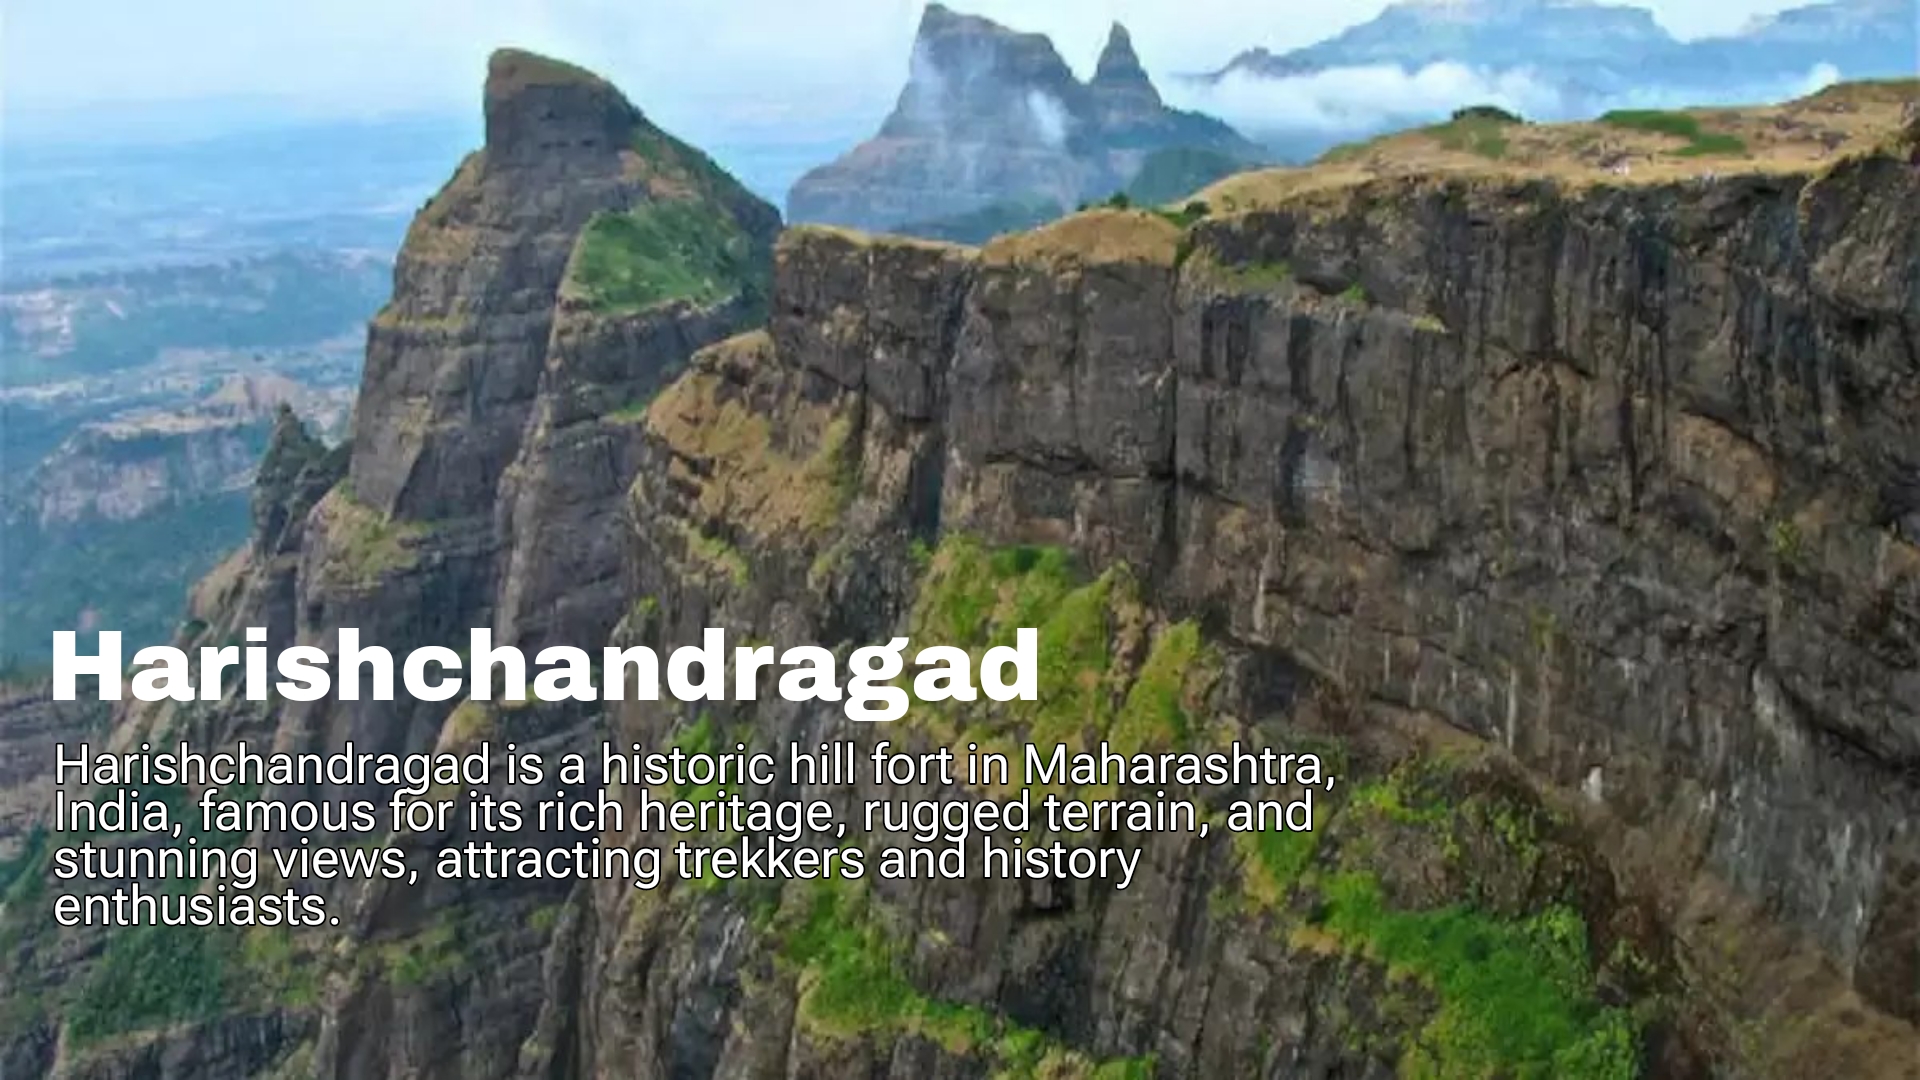 Harishchandragad
Harishchandragad is a historic hill fort in Maharashtra,
India, famous for its rich heritage, rugged terrain, and
stunning views, attracting trekkers and history
enthusiasts.